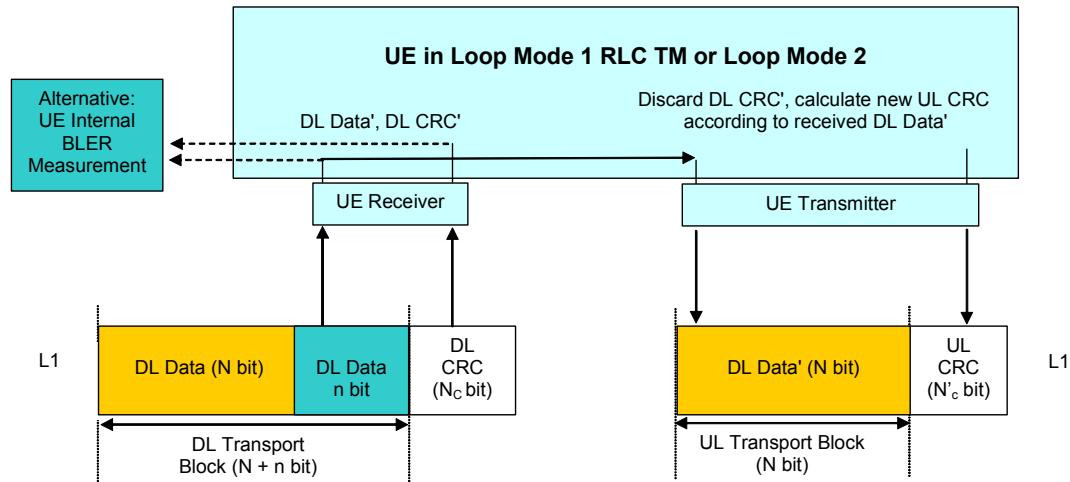 UE in Loop Mode 1 RLC TM or Loop Mode 2
Alternative:
UE Internal
BLER
Measurement
DL Data', DL CRC'
Discard DL CRC', calculate new UL CRC
according to received DL Data'
UE Receiver
UE Transmitter
L1
DL Data (N bit)
DL Data
n bit
DL
CRC
(NC bit)
DL Data' (N bit)
UL
CRC
(N'c bit)
L1
DL Transport
Block (N + n bit)
UL Transport Block
(N bit)